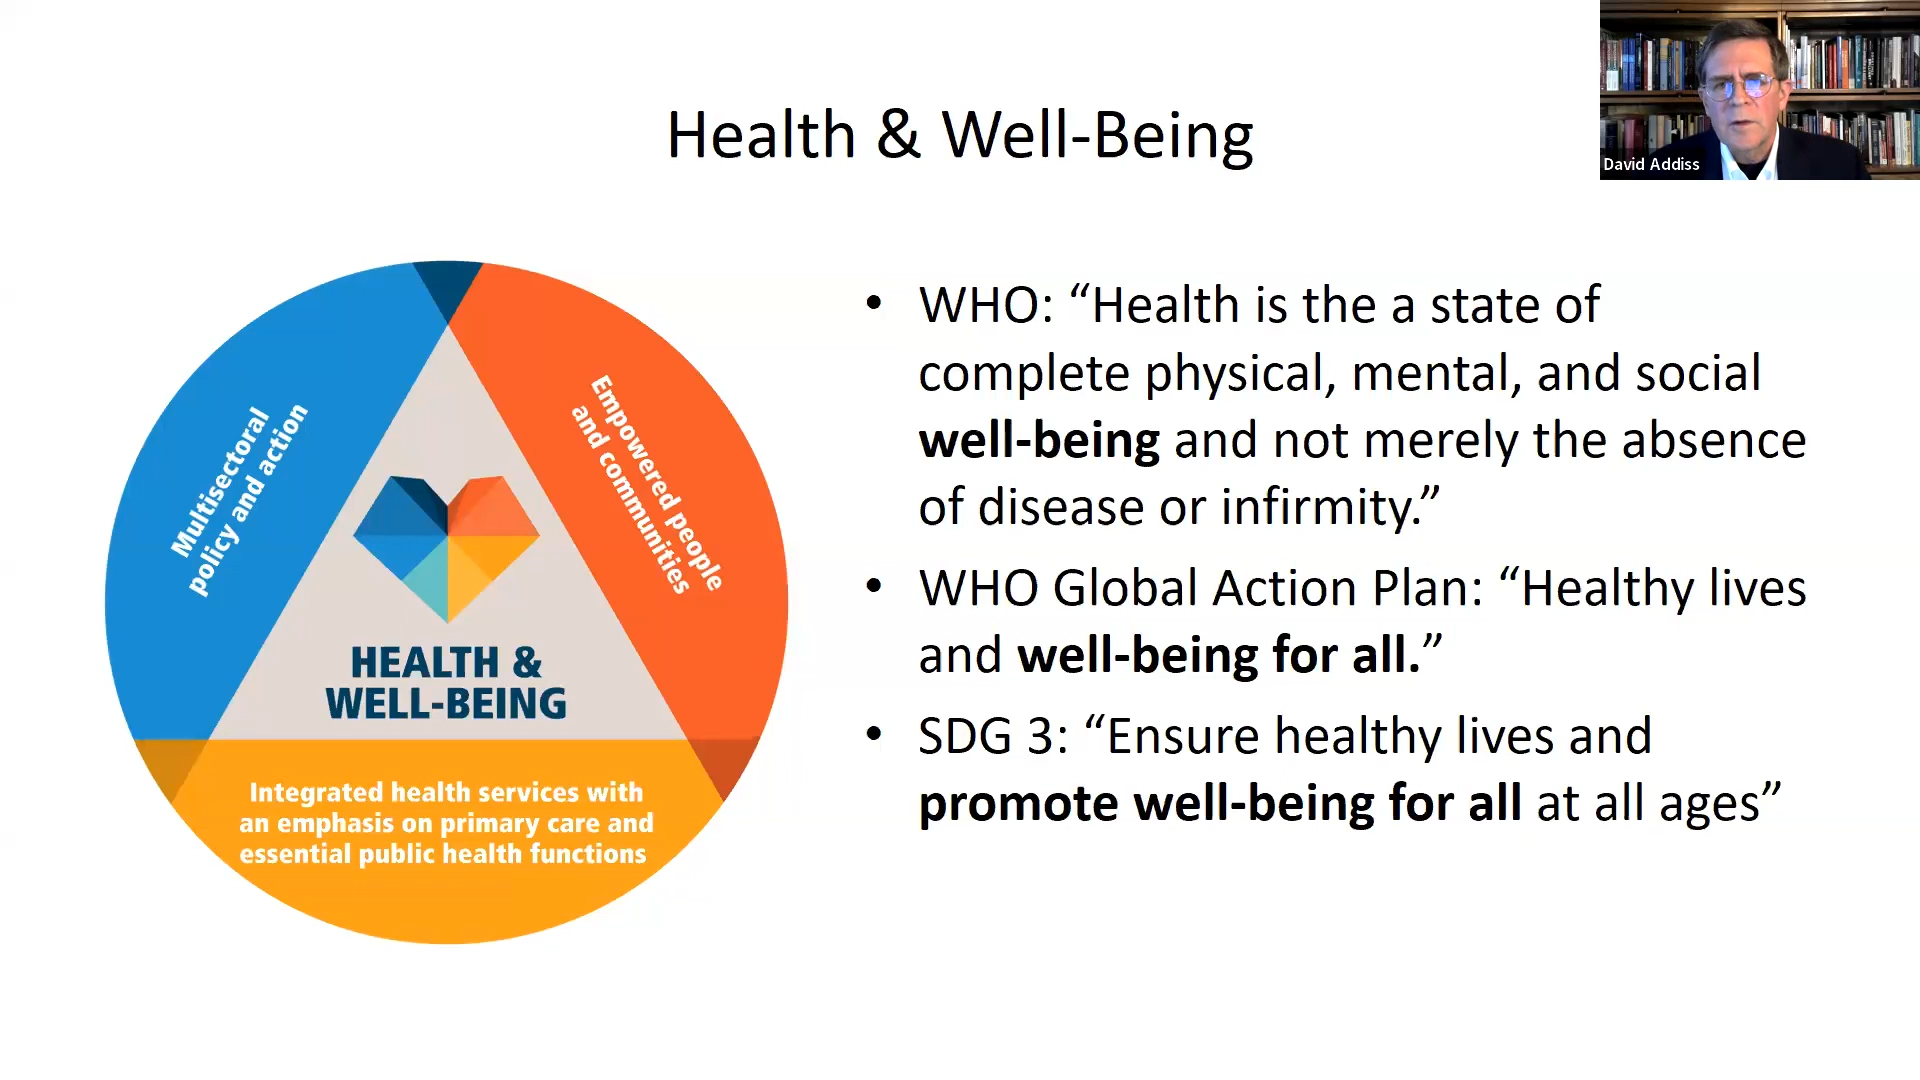 Health & Well-Being
David Addiss
Multisectoral
policy and action
Empowered people
and communities
HEALTH &
WELL-BEING
Integrated health services with
an emphasis on primary care and
essential public health functions
• WHO: “Health is the a state of
complete physical, mental, and social
well-being and not merely the absence
of disease or infirmity.”
• WHO Global Action Plan: “Healthy lives
and well-being for all.”
• SDG 3: “Ensure healthy lives and
promote well-being for all at all ages”